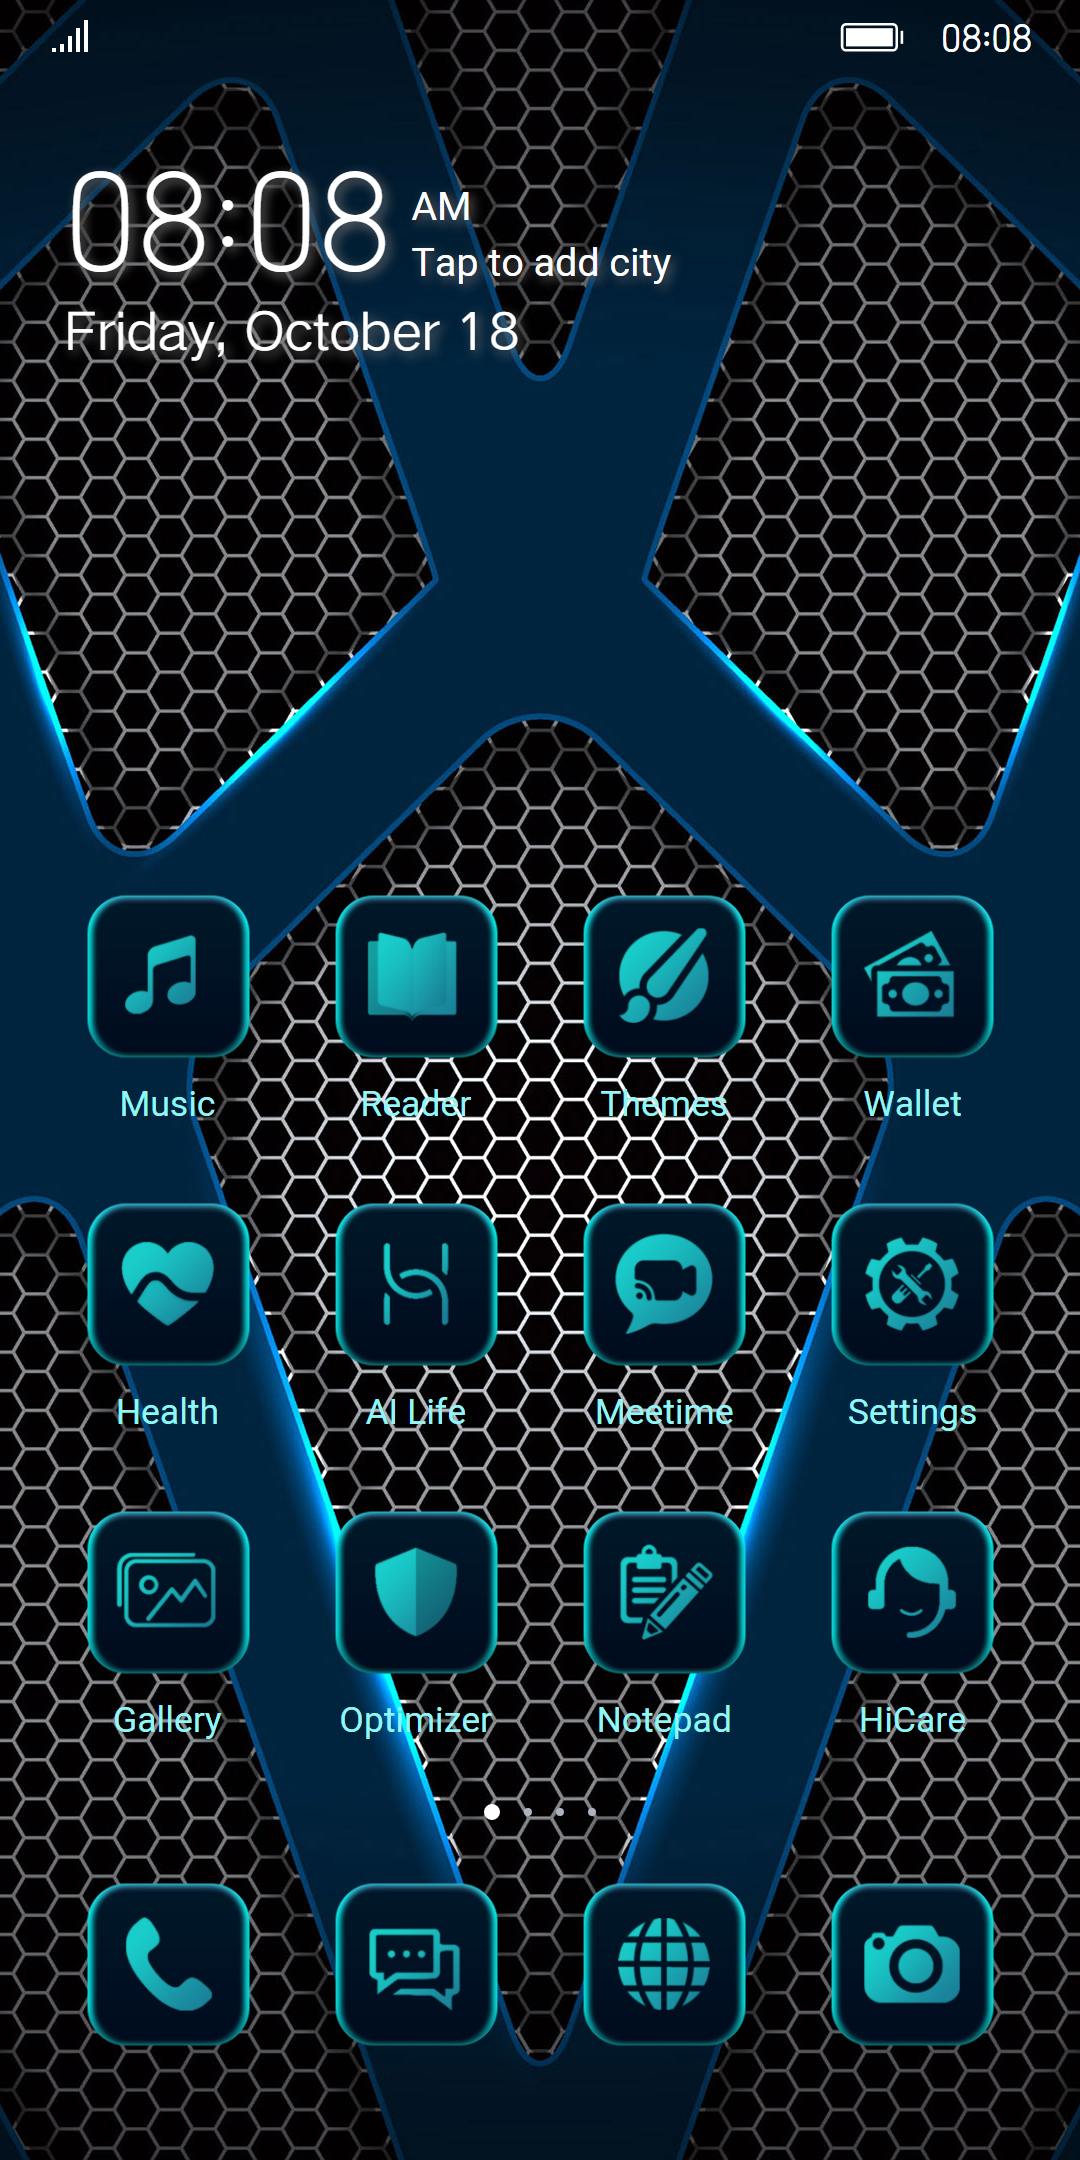 08:08
08:08 AM
Tap to add city
Friday, October 18
Music Reader Themes Wallet
Health AI Life Meetime Settings
Gallery Optimizer Notepad HiCare